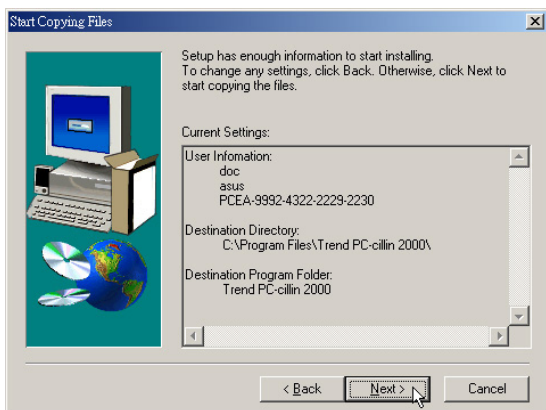 Start Copying Files
Setup has enough information to start installing.
To change any settings, click Back. Otherwise, click Next to
start copying the files.
Current Settings:
User Infomation:
doc
asus
PCEA-9992-4322-2229-2230
Destination Directory:
C:\Program Files\Trend PC-cillin 2000\
Destination Program Folder:
Trend PC-cillin 2000
< Back
Next >
Cancel